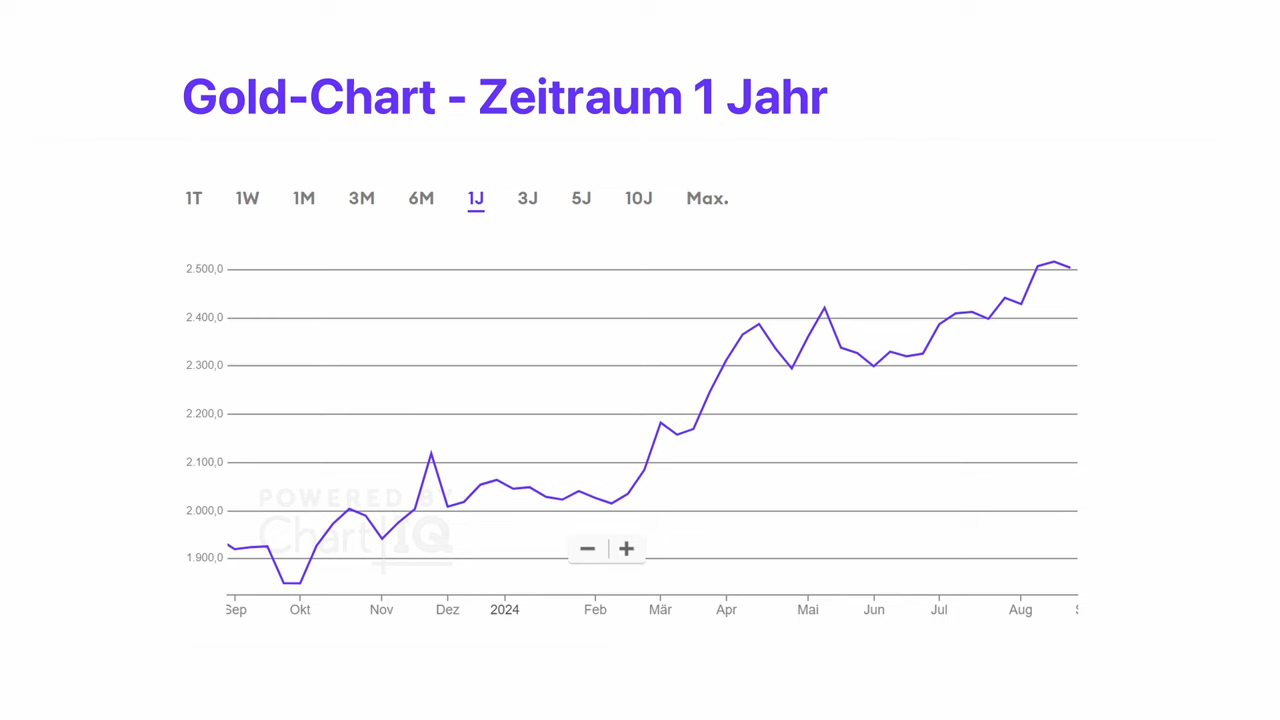 Gold-Chart - Zeitraum 1 Jahr
1T 1W 1M 3M 6M 1J 3J 5J 10J Max.
2.500,0
2.400,0
2.300,0
2.200,0
2.100,0
2.000,0
1.900,0
POWERED BY
ChartIQ
Sep Okt Nov Dez 2024 Feb Mär Apr Mai Jun Jul Aug